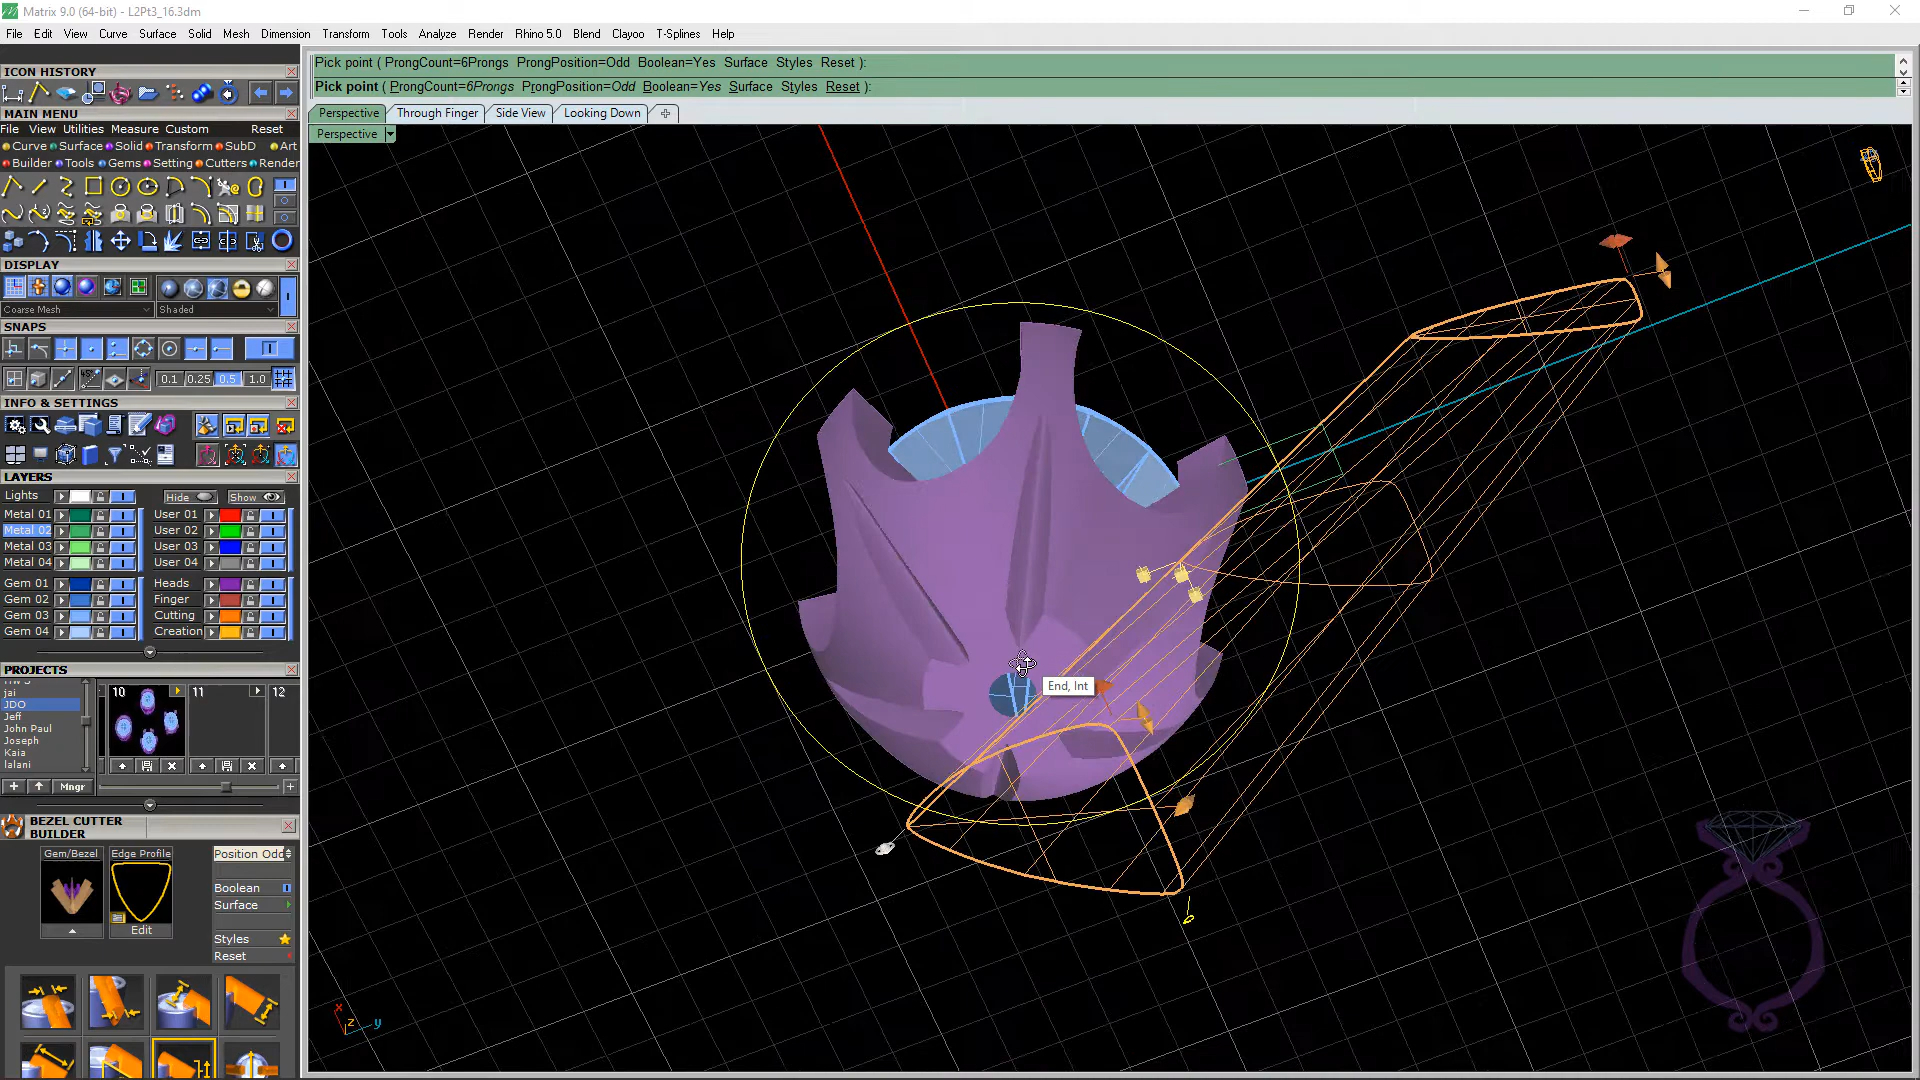 Matrix 9.0 (64-bit) - L2Pt3_16.3dm
File Edit View Curve Surface Solid Mesh Dimension Transform Tools Analyze Render Rhino 5.0 Blend Clayoo T-Splines Help
ICON HISTORY
Pick point ( ProngCount=6Prongs ProngPosition=Odd Boolean=Yes Surface Styles Reset ):
Pick point ( ProngCount=6Prongs ProngPosition=Odd Boolean=Yes Surface Styles Reset ):
Perspective Through Finger Side View Looking Down
Perspective
MAIN MENU
File View Utilities Measure Custom Reset
Curve Surface Solid Transform SubD Art
Builder Tools Gems Setting Cutters Render
DISPLAY
Coarse Mesh Shaded
SNAPS
0.1 0.25 0.5 1.0
INFO & SETTINGS
LAYERS
Lights Hide Show
Metal 01 User 01
Metal 02 User 02
Metal 03 User 03
Metal 04 User 04
Gem 01 Heads
Gem 02 Finger
Gem 03 Cutting
Gem 04 Creation
PROJECTS
jai
JDO
Jeff
John Paul
Joseph
Kaia
lalani
10 11 12
Mngr
BEZEL CUTTER
BUILDER
Gem/Bezel Edge Profile Position Odd
Boolean
Surface
Edit
Styles
Reset
End, Int
x
z y